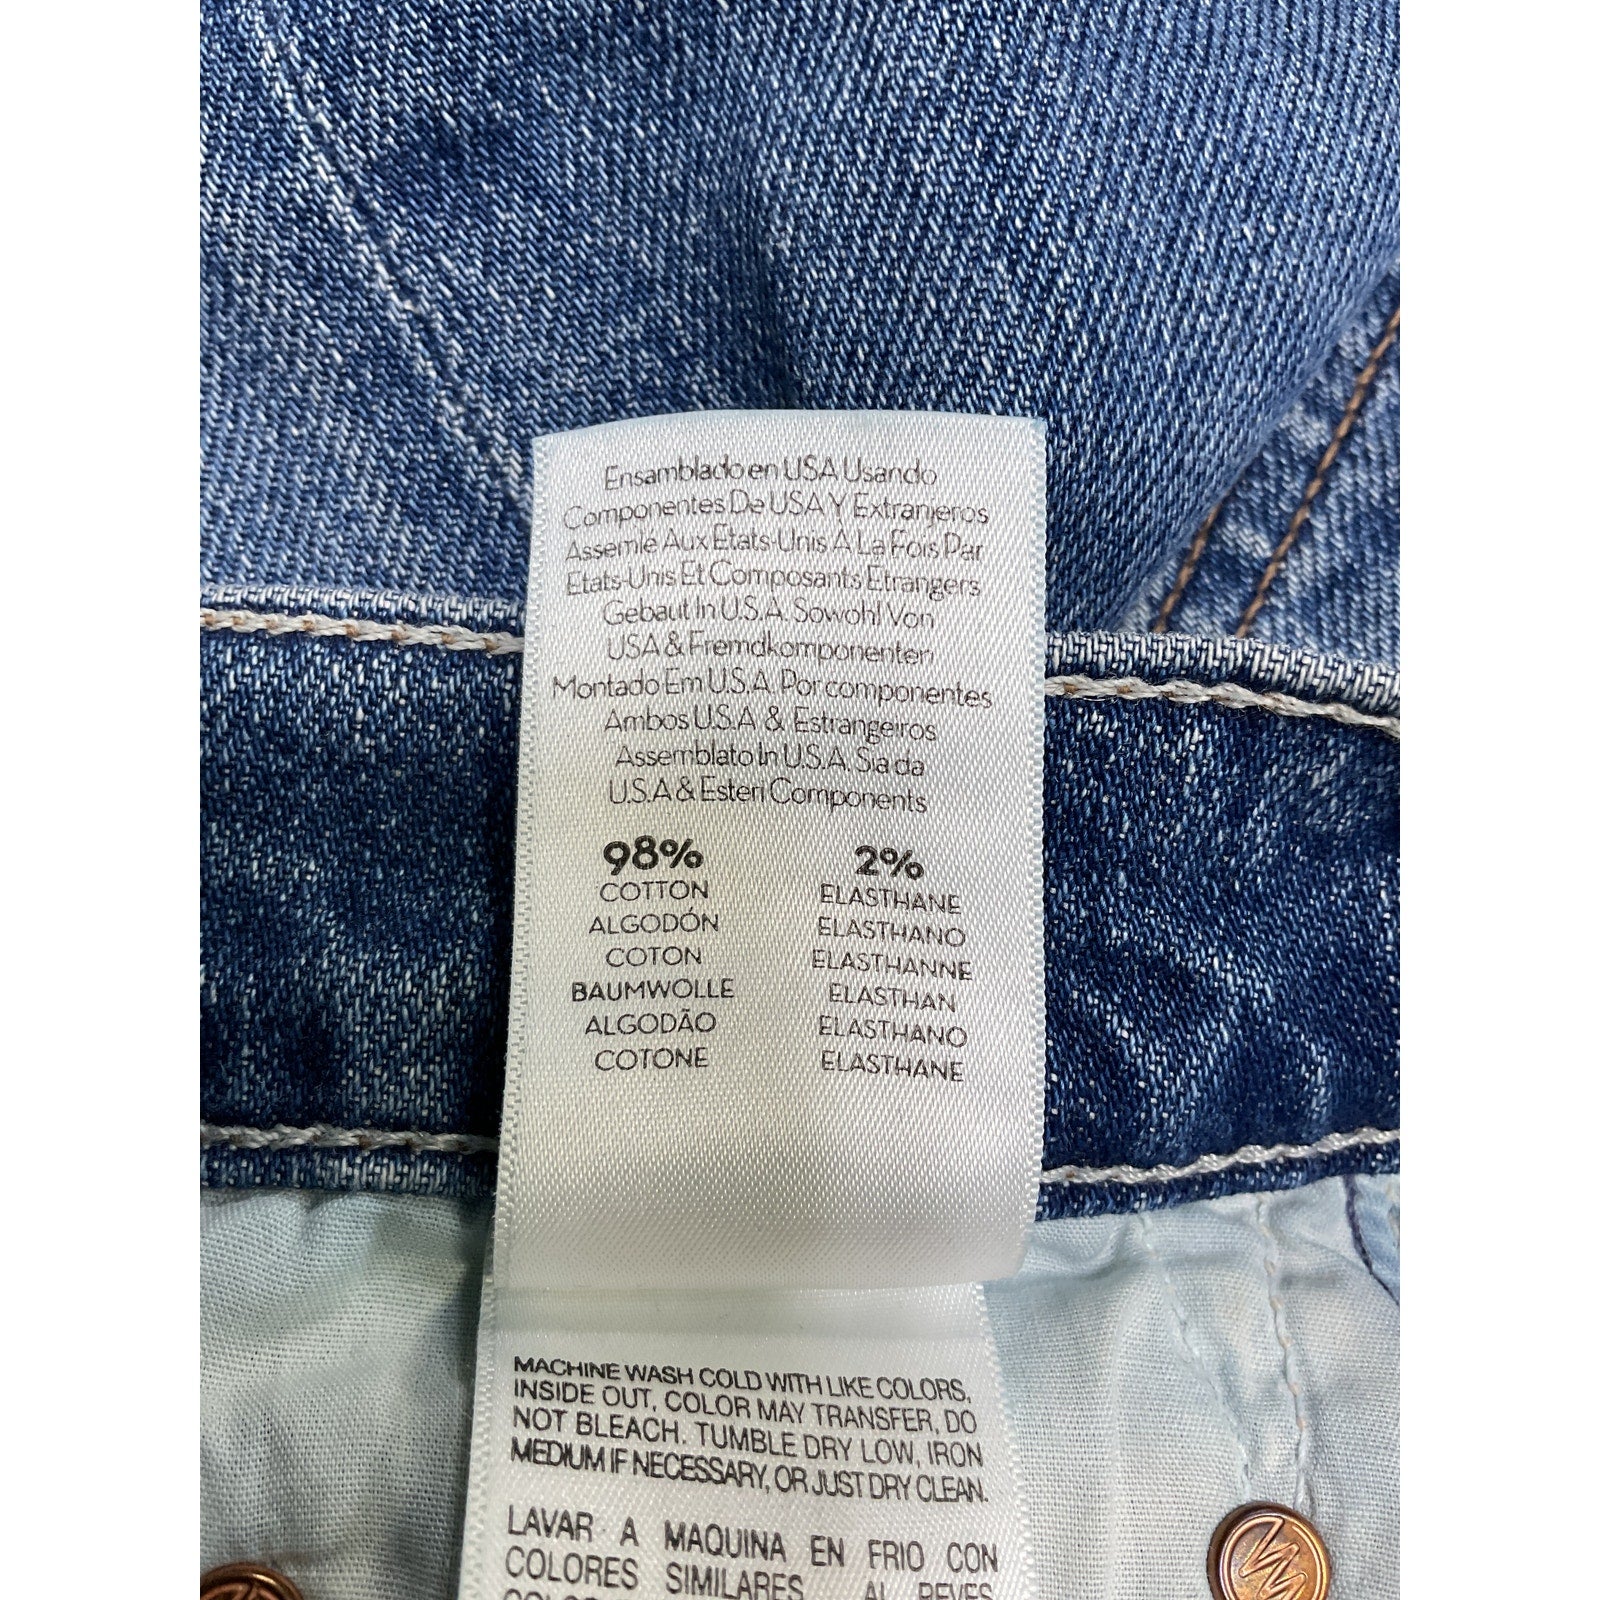 Ensamblado en USA Usando
Componentes De USA Y Extranjeros
Assemle Aux Etats-Unis À La Fois Par
Etats-Unis Et Composants Etrangers
Gebaut In U.S.A. Sowohl Von
USA & Fremdkomponenten
Montado Em U.S.A. Por componentes
Ambos U.S.A & Estrangeiros
Assemblato In U.S.A. Sia da
U.S.A & Esteri Components
98% 2%
COTTON ELASTHANE
ALGODÓN ELASTHANO
COTON ELASTHANNE
BAUMWOLLE ELASTHAN
ALGODÃO ELASTHANO
COTONE ELASTHANE
MACHINE WASH COLD WITH LIKE COLORS,
INSIDE OUT, COLOR MAY TRANSFER, DO
NOT BLEACH. TUMBLE DRY LOW, IRON
MEDIUM IF NECESSARY, OR JUST DRY CLEAN.
LAVAR A MAQUINA EN FRIO CON
COLORES SIMILARES AL REVES